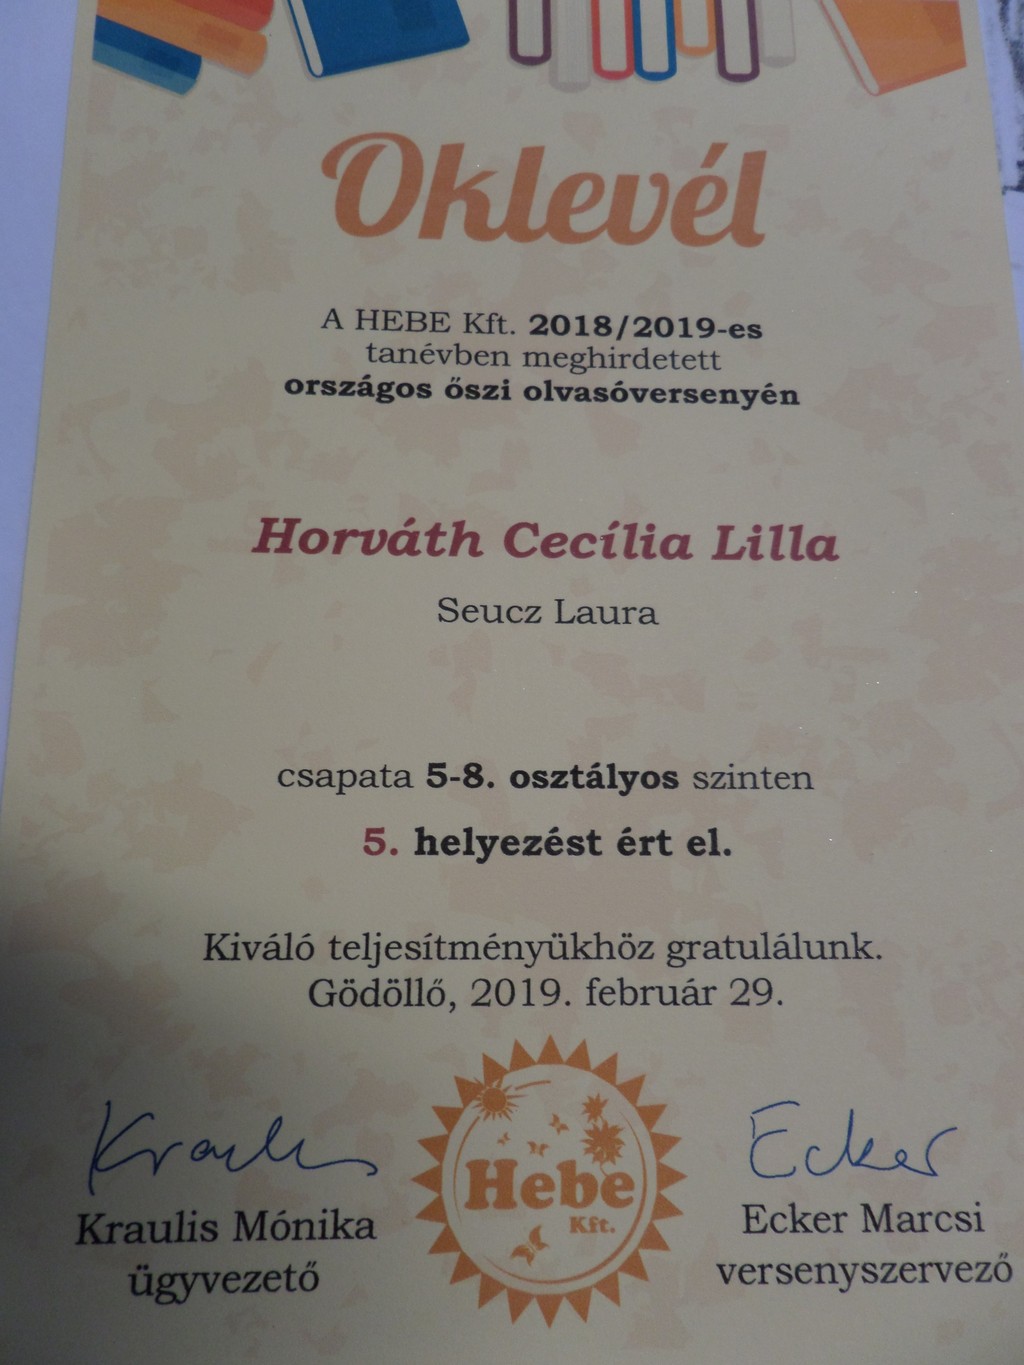 Oklevél
A HEBE Kft. 2018/2019-es
tanévben meghirdetett
országos őszi olvasóversenyén
Horváth Cecília Lilla
Seucz Laura
csapata 5-8. osztályos szinten
5. helyezést ért el.
Kiváló teljesítményükhöz gratulálunk.
Gödöllő, 2019. február 29.
Hebe
Kft.
Kraulis
Ecker
Kraulis Mónika
ügyvezető
Ecker Marcsi
versenyszervező